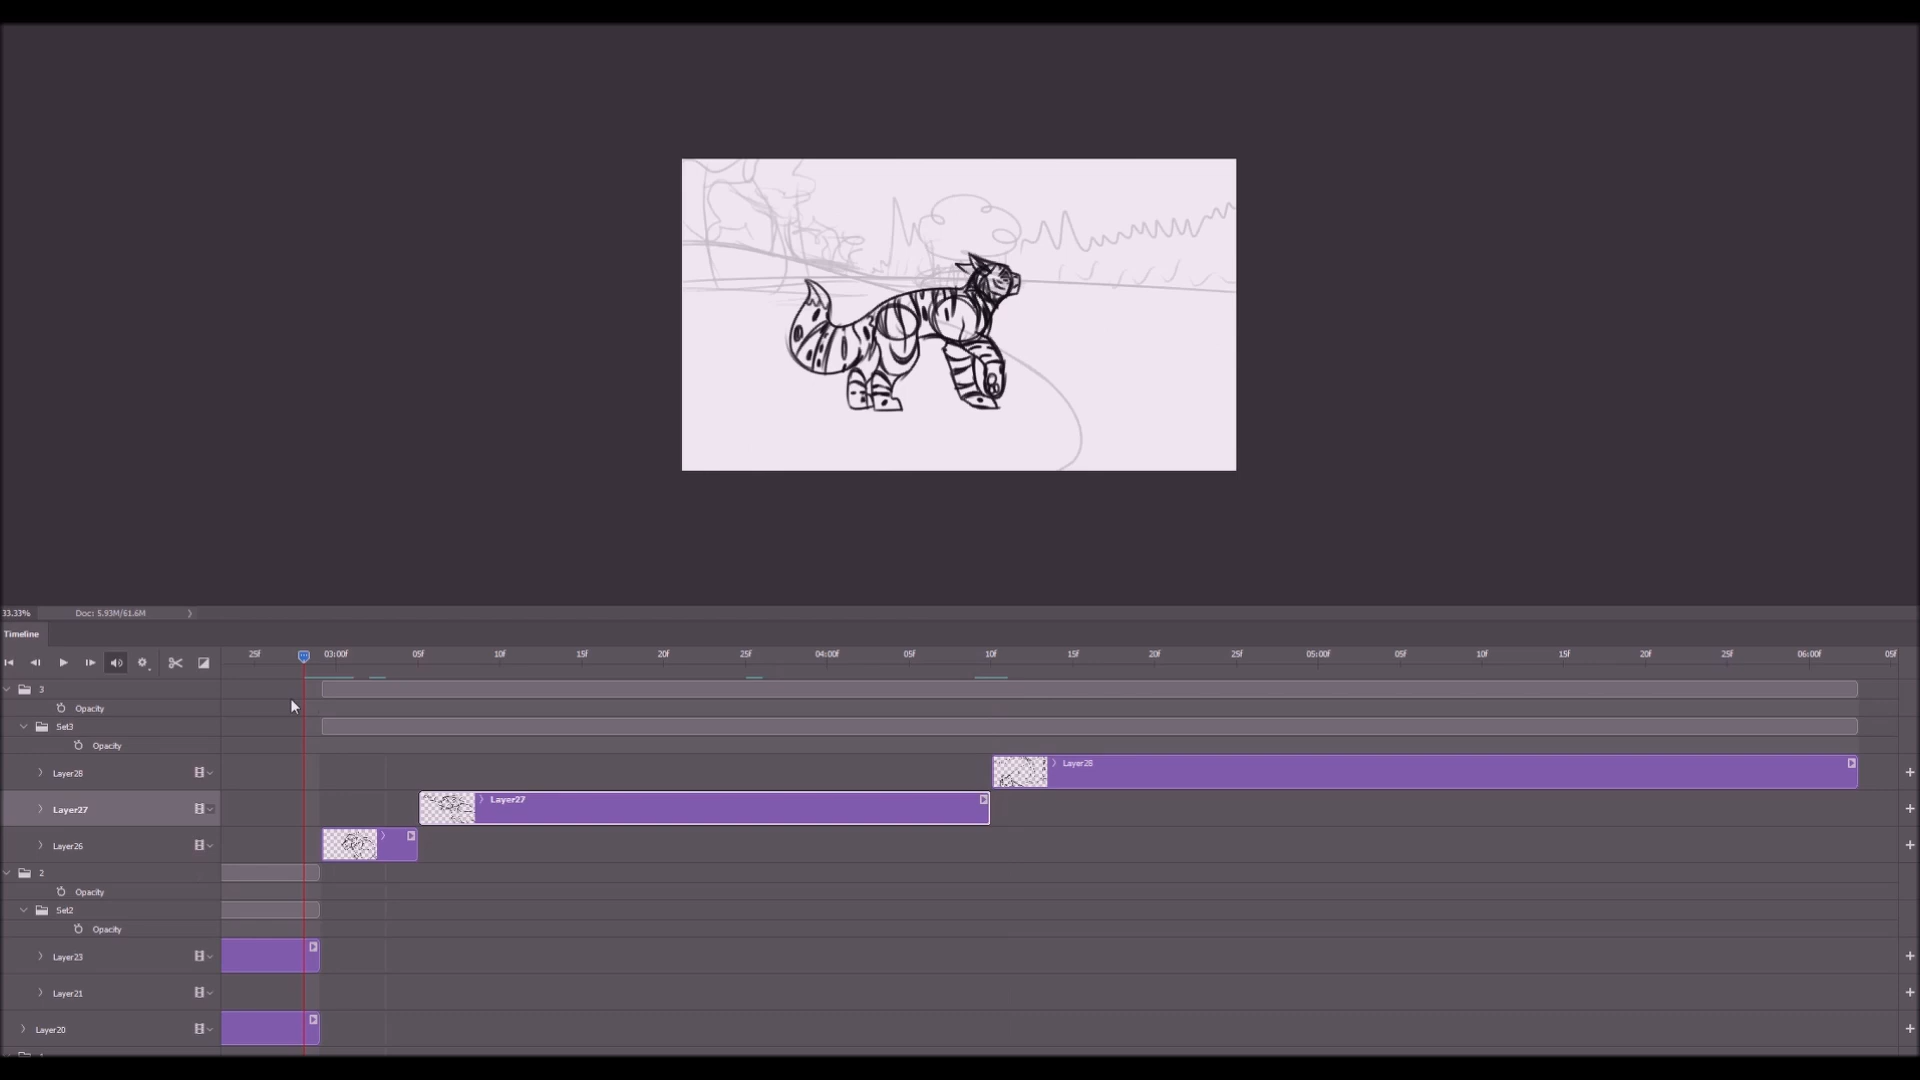 33.33% Doc: 5.93M/61.6M
Timeline
25f 03:00f 05f 10f 15f 20f 25f 04:00f 05f 10f 15f 20f 25f 05:00f 05f 10f 15f 20f 25f 06:00f 05f
3
Opacity
Set3
Opacity
Layer28 Layer28
Layer27 Layer27
Layer26
2
Opacity
Set2
Opacity
Layer23
Layer21
Layer20